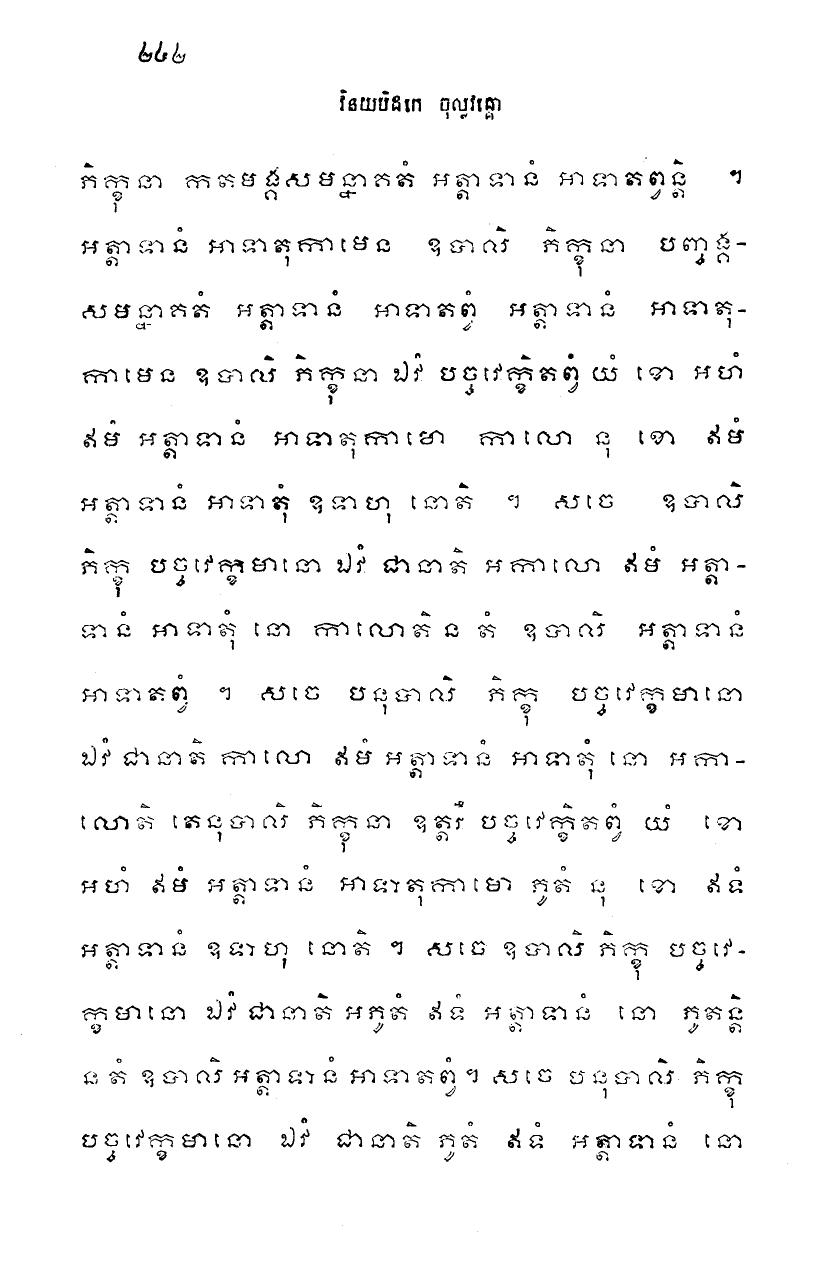 ២៤២
វិនយបិដកេ ចុល្លវគ្គោ
ភិក្ខុនា កតមង្គសមន្នាគតំ អត្តាទានំ អាទាតព្វន្តិ ។
អត្តាទានំ អាទាតុកាមេន ឧបាលិ ភិក្ខុនា បញ្ចង្គ-
សមន្នាគតំ អត្តាទានំ អាទាតព្វំ អត្តាទានំ អាទាតុ-
កាមេន ឧបាលិ ភិក្ខុនា ឯវំ បច្ចវេក្ខិតព្វំ យំ ខោ អហំ
ឥមំ អត្តាទានំ អាទាតុកាមោ កាលោ នុ ខោ ឥមំ
អត្តាទានំ អាទាតុំ ឧទាហុ នោតិ ។ សចេ ឧបាលិ
ភិក្ខុ បច្ចវេក្ខមានោ ឯវំ ជានាតិ អកាលោ ឥមំ អត្តា-
ទានំ អាទាតុំ នោ កាលោតិ ន តំ ឧបាលិ អត្តាទានំ
អាទាតព្វំ ។ សចេ បនុបាលិ ភិក្ខុ បច្ចវេក្ខមានោ
ឯវំ ជានាតិ កាលោ ឥមំ អត្តាទានំ អាទាតុំ នោ អកា-
លោតិ តេនុបាលិ ភិក្ខុនា ឧត្តរឹ បច្ចវេក្ខិតព្វំ យំ ខោ
អហំ ឥមំ អត្តាទានំ អាទាតុកាមោ ភូតំ នុ ខោ ឥទំ
អត្តាទានំ ឧទាហុ នោតិ ។ សចេ ឧបាលិ ភិក្ខុ បច្ចវេ-
ក្ខមានោ ឯវំ ជានាតិ អភូតំ ឥទំ អត្តាទានំ នោ ភូតន្តិ
ន តំ ឧបាលិ អត្តាទានំ អាទាតព្វំ ។ សចេ បនុបាលិ ភិក្ខុ
បច្ចវេក្ខមានោ ឯវំ ជានាតិ ភូតំ ឥទំ អត្តាទានំ នោ